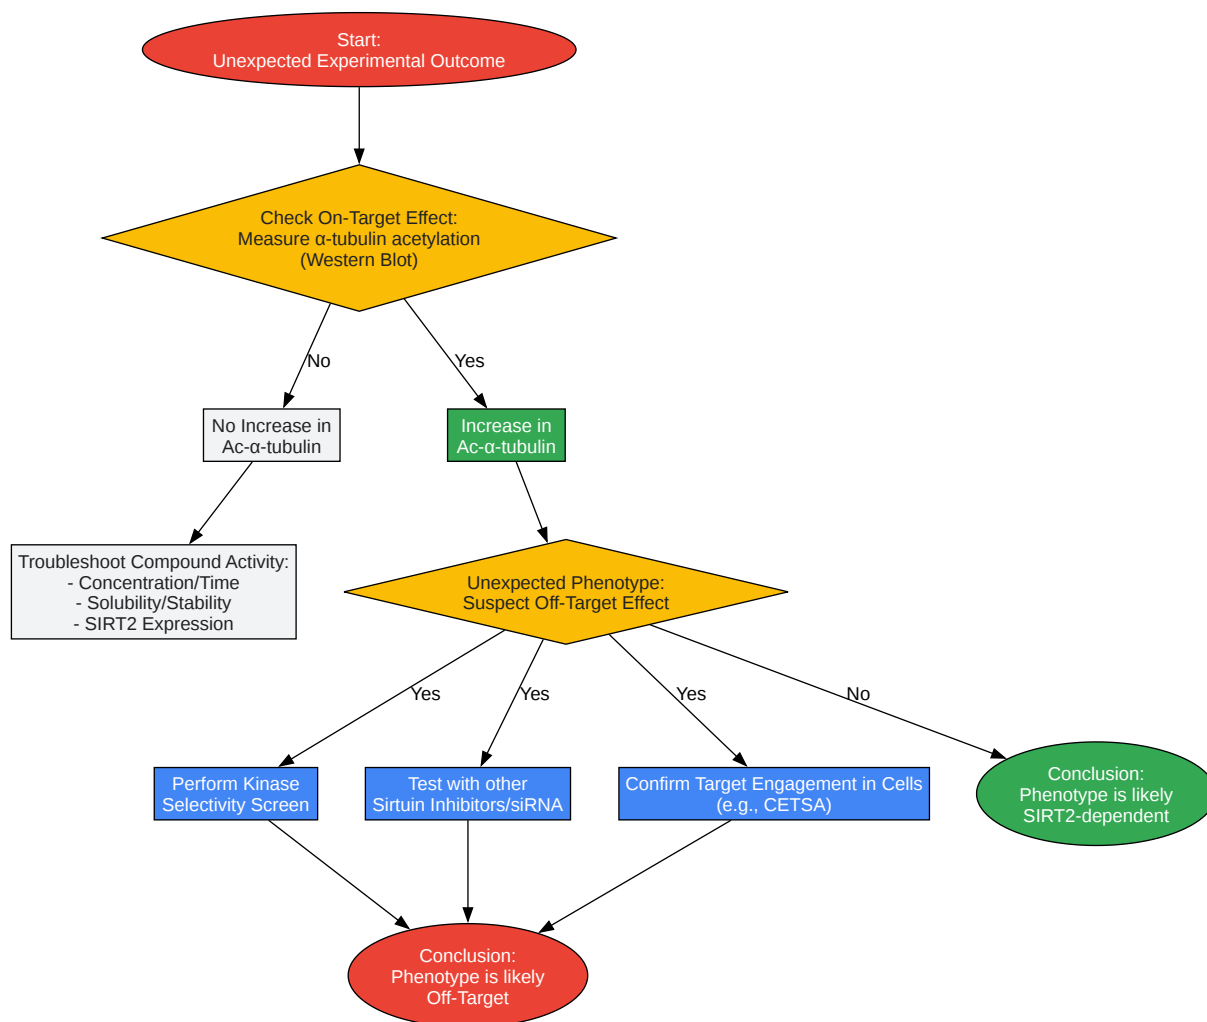 Start:
Unexpected Experimental Outcome
Check On-Target Effect:
Measure α-tubulin acetylation
(Western Blot)
No
Yes
No Increase in
Ac-α-tubulin
Increase in
Ac-α-tubulin
Troubleshoot Compound Activity:
- Concentration/Time
- Solubility/Stability
- SIRT2 Expression
Unexpected Phenotype:
Suspect Off-Target Effect
Yes
Yes
Yes
No
Perform Kinase
Selectivity Screen
Test with other
Sirtuin Inhibitors/siRNA
Confirm Target Engagement in Cells
(e.g., CETSA)
Conclusion:
Phenotype is likely
SIRT2-dependent
Conclusion:
Phenotype is likely
Off-Target